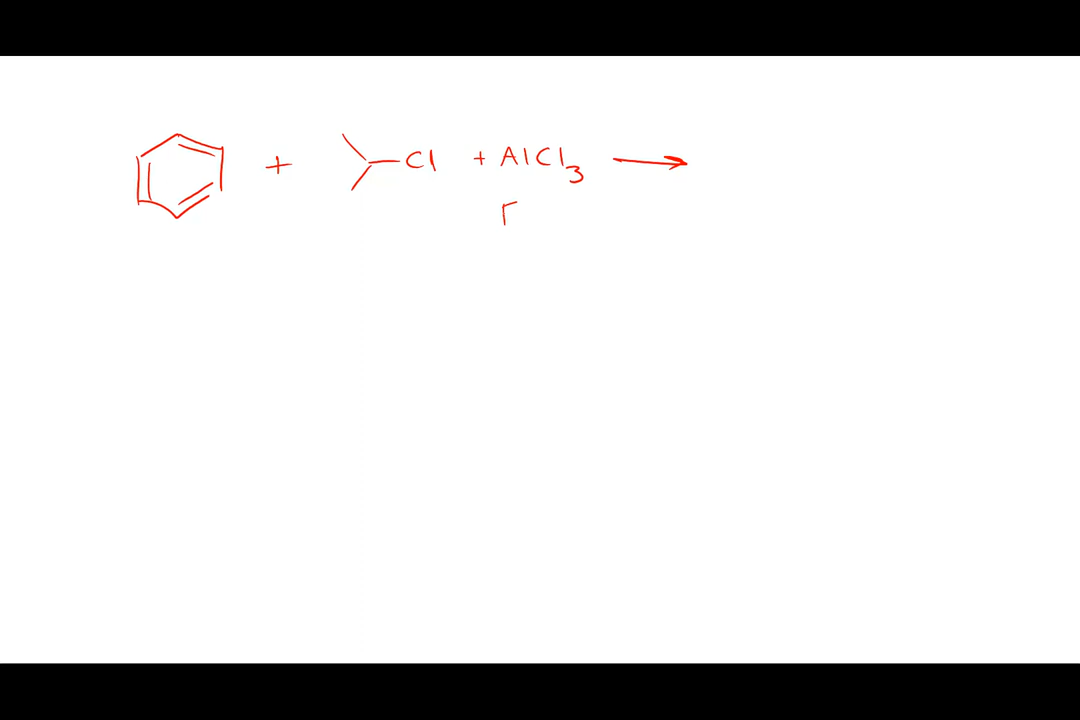 + Cl + AlCl3 →
Γ